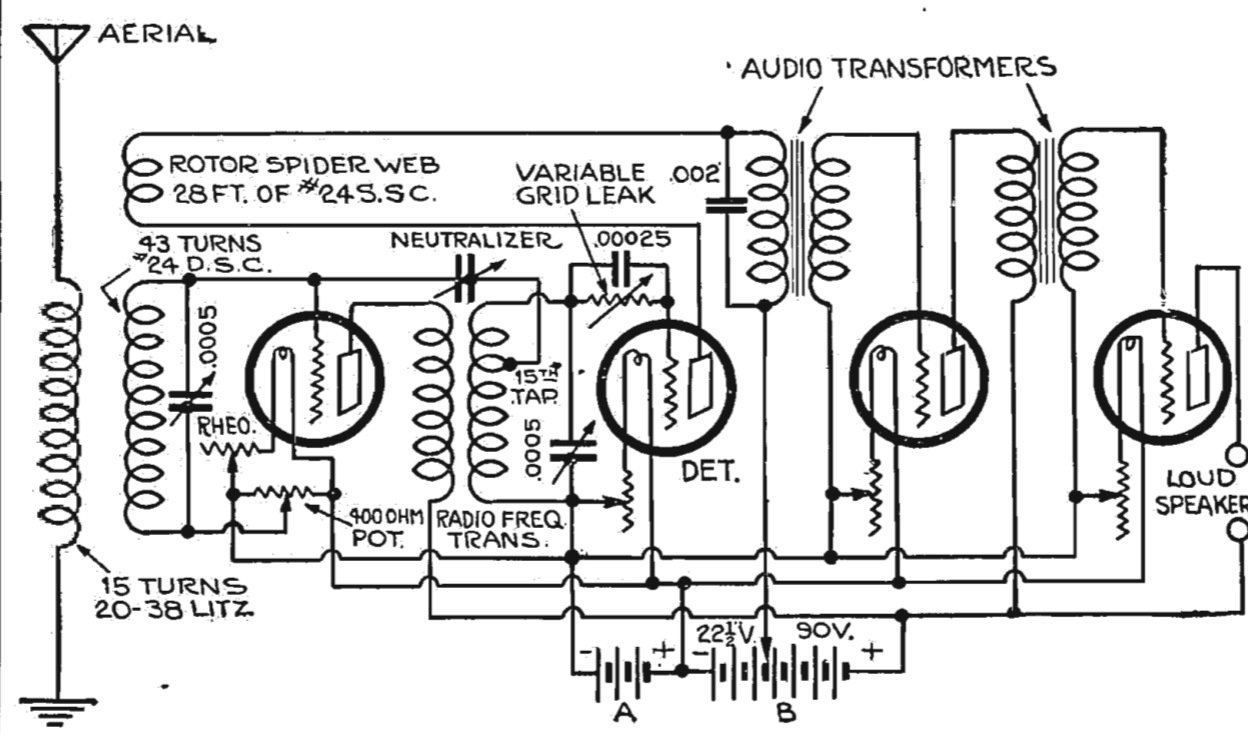 AERIAL
AUDIO TRANSFORMERS
ROTOR SPIDER WEB
28 FT. OF #24 S.S.C.
VARIABLE
GRID LEAK
.002
43 TURNS
#24 D.S.C.
NEUTRALIZER
.00025
.0005
RHEO.
15TH
TAP.
.0005
DET.
400 OHM
POT.
RADIO FREQ.
TRANS.
LOUD
SPEAKER
15 TURNS
20-38 LITZ
22½V.
90V.
- + - +
A
B